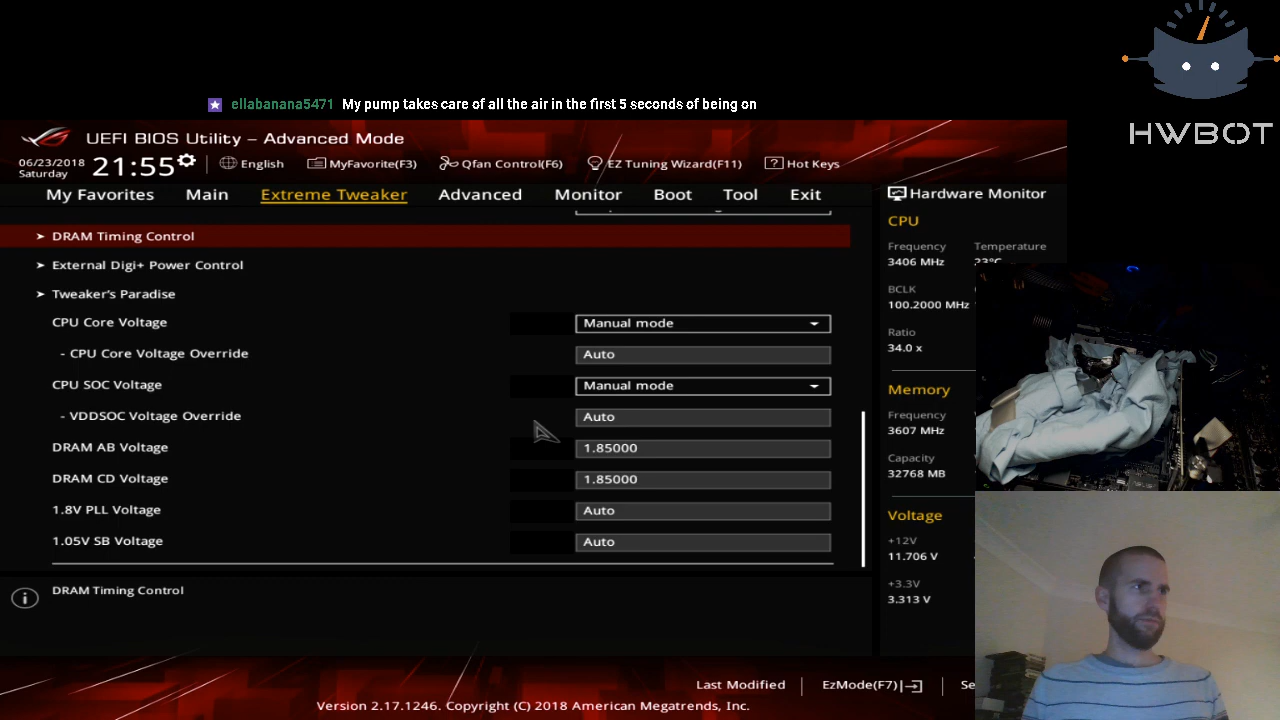 ellabanana5471 My pump takes care of all the air in the first 5 seconds of being on
HWBOT
UEFI BIOS Utility – Advanced Mode
06/23/2018
Saturday
21:55
English
MyFavorite(F3)
Qfan Control(F6)
EZ Tuning Wizard(F11)
? Hot Keys
My Favorites
Main
Extreme Tweaker
Advanced
Monitor
Boot
Tool
Exit
Hardware Monitor
DRAM Timing Control
External Digi+ Power Control
Tweaker's Paradise
CPU Core Voltage
Manual mode
- CPU Core Voltage Override
Auto
CPU SOC Voltage
Manual mode
- VDDSOC Voltage Override
Auto
DRAM AB Voltage
1.85000
DRAM CD Voltage
1.85000
1.8V PLL Voltage
Auto
1.05V SB Voltage
Auto
CPU
Frequency
Temperature
3406 MHz
23°C
BCLK
100.2000 MHz
Ratio
34.0 x
Memory
Frequency
3607 MHz
Capacity
32768 MB
Voltage
+12V
11.706 V
+3.3V
3.313 V
i
DRAM Timing Control
Last Modified
EzMode(F7)
Se
Version 2.17.1246. Copyright (C) 2018 American Megatrends, Inc.